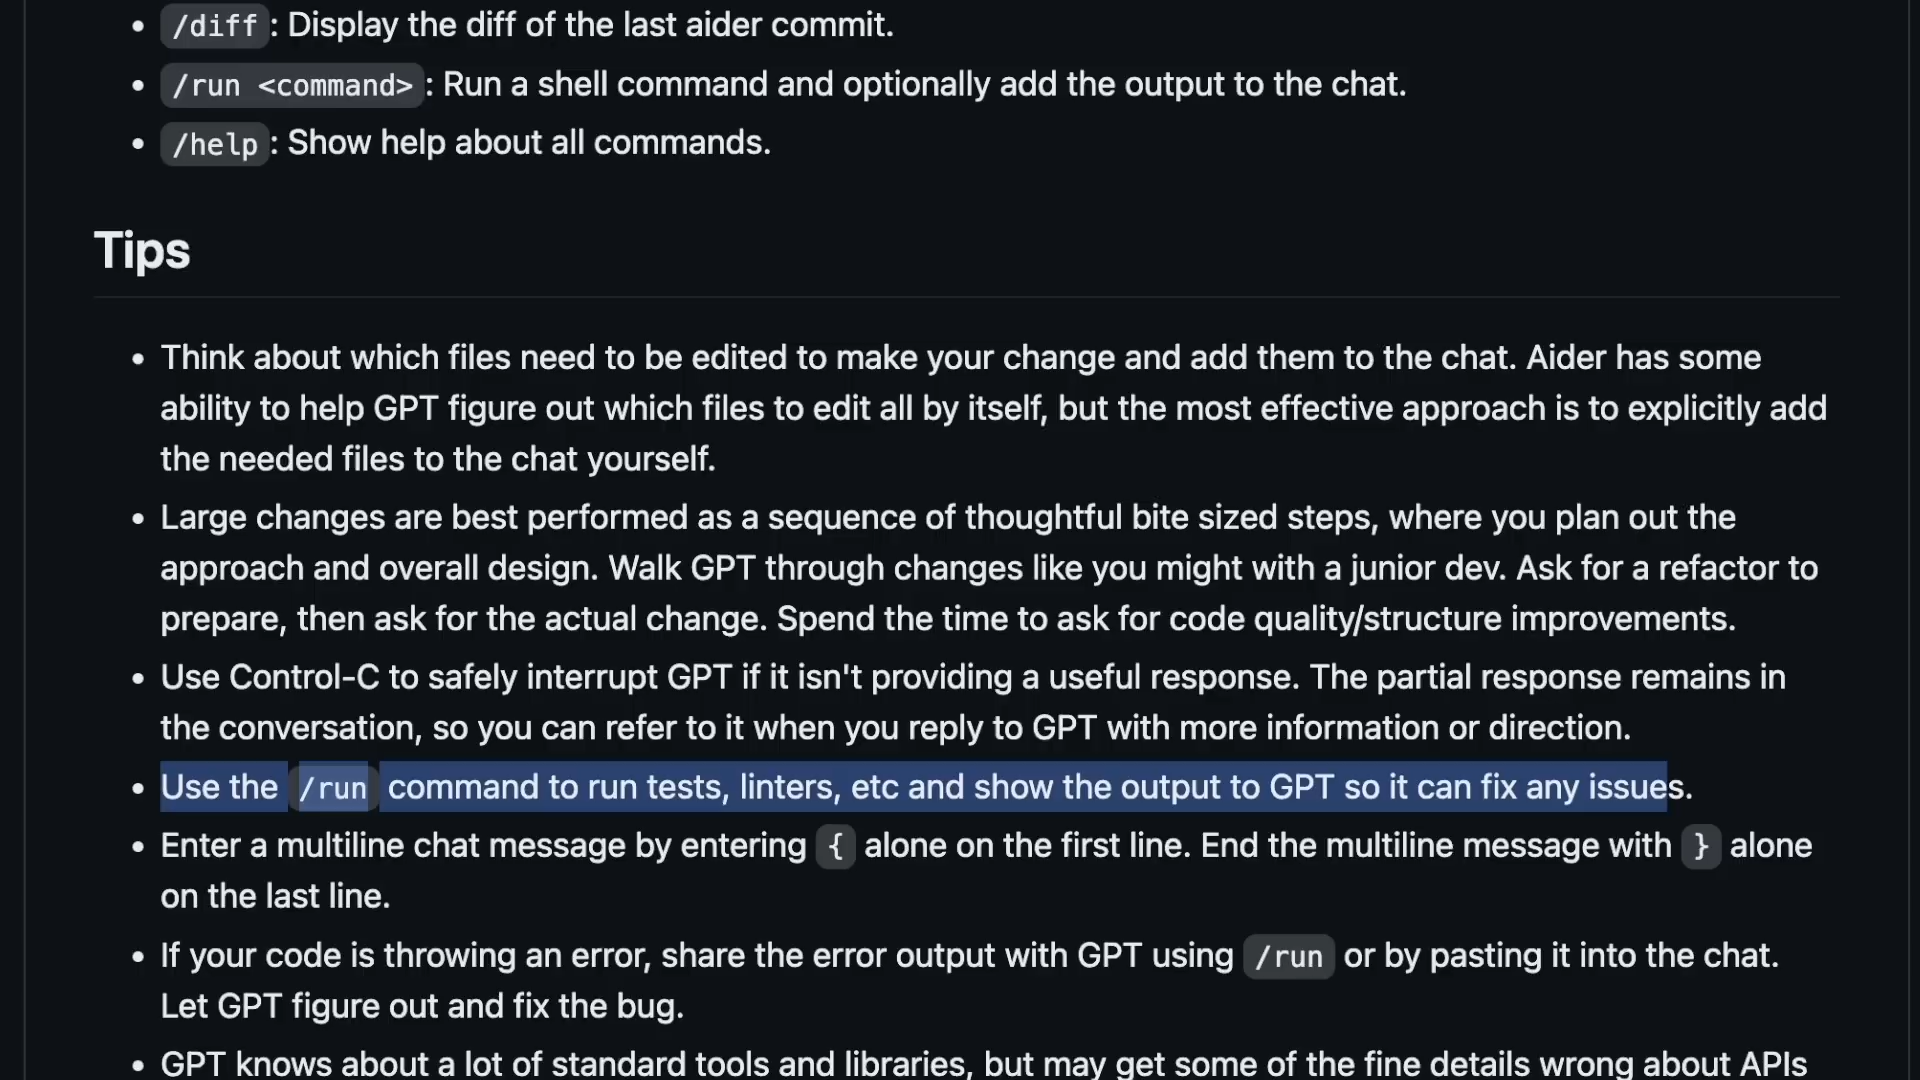 • /diff: Display the diff of the last aider commit.
• /run <command>: Run a shell command and optionally add the output to the chat.
• /help: Show help about all commands.
Tips
• Think about which files need to be edited to make your change and add them to the chat. Aider has some
ability to help GPT figure out which files to edit all by itself, but the most effective approach is to explicitly add
the needed files to the chat yourself.
• Large changes are best performed as a sequence of thoughtful bite sized steps, where you plan out the
approach and overall design. Walk GPT through changes like you might with a junior dev. Ask for a refactor to
prepare, then ask for the actual change. Spend the time to ask for code quality/structure improvements.
• Use Control-C to safely interrupt GPT if it isn't providing a useful response. The partial response remains in
the conversation, so you can refer to it when you reply to GPT with more information or direction.
• Use the /run command to run tests, linters, etc and show the output to GPT so it can fix any issues.
• Enter a multiline chat message by entering { alone on the first line. End the multiline message with } alone
on the last line.
• If your code is throwing an error, share the error output with GPT using /run or by pasting it into the chat.
Let GPT figure out and fix the bug.
• GPT knows about a lot of standard tools and libraries, but may get some of the fine details wrong about APIs